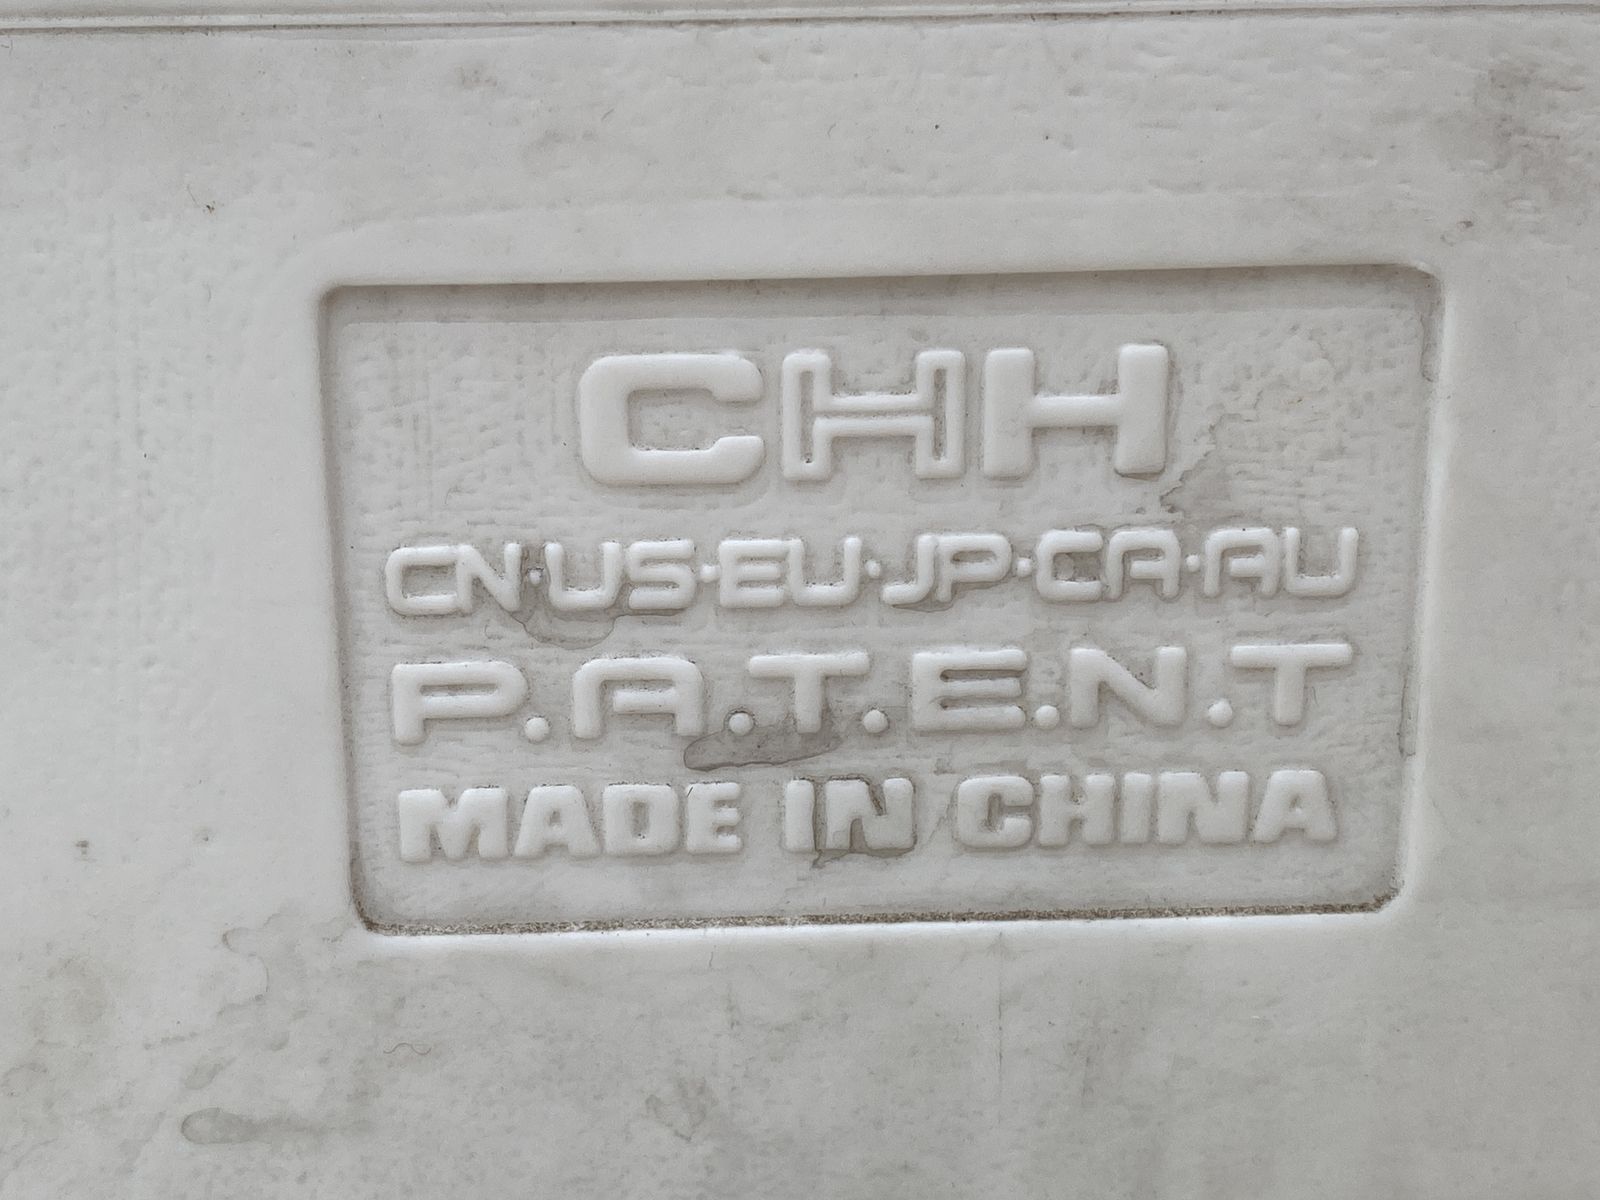 CHH
CN·US·EU·JP·CA·AU
P.A.T.E.N.T
MADE IN CHINA